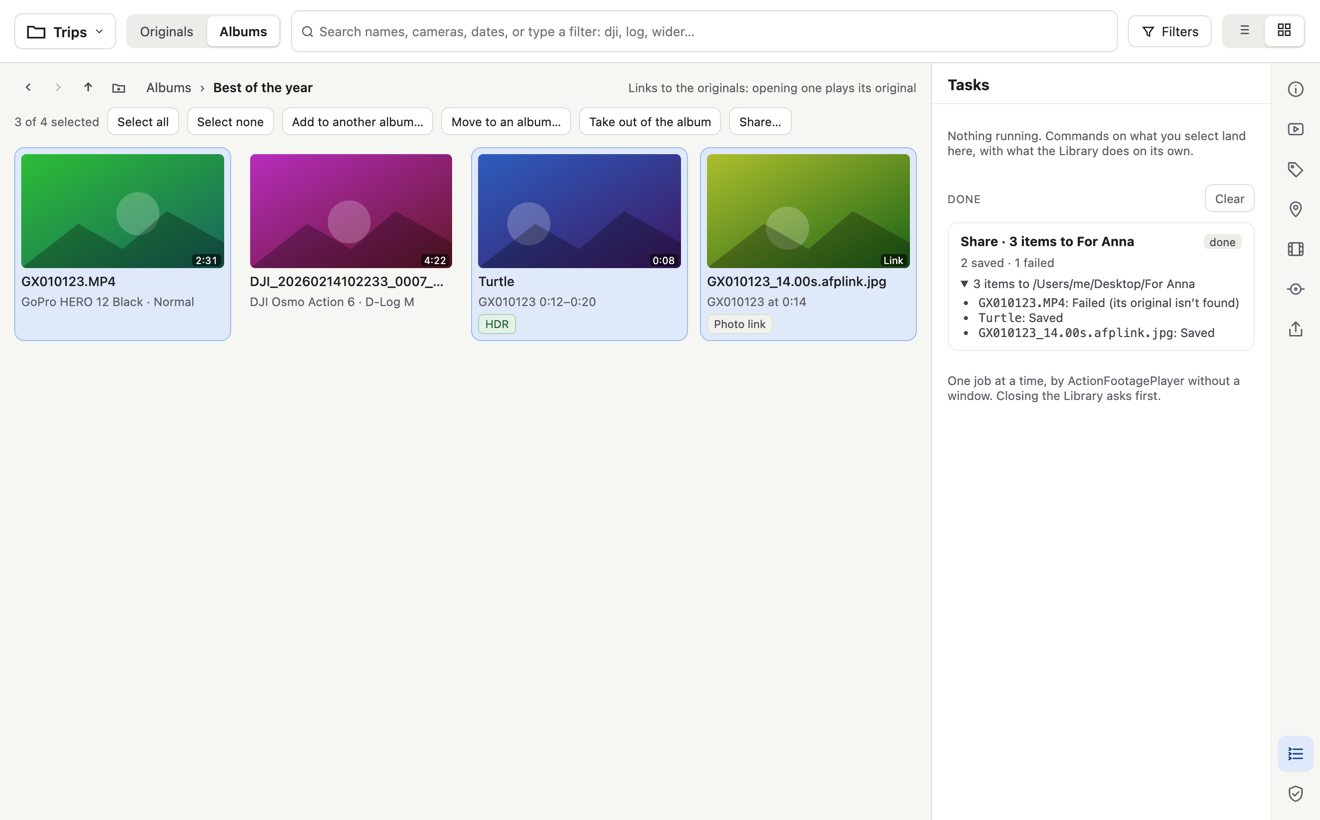 Trips
Originals
Albums
Search names, cameras, dates, or type a filter: dji, log, wider…
Filters
Albums › Best of the year
Links to the originals: opening one plays its original
3 of 4 selected
Select all
Select none
Add to another album…
Move to an album…
Take out of the album
Share…
2:31
GX010123.MP4
GoPro HERO 12 Black · Normal
4:22
DJI_20260214102233_0007_…
DJI Osmo Action 6 · D-Log M
0:08
Turtle
GX010123 0:12–0:20
HDR
Link
GX010123_14.00s.afplink.jpg
GX010123 at 0:14
Photo link
Tasks
Nothing running. Commands on what you select land
here, with what the Library does on its own.
DONE
Clear
Share · 3 items to For Anna
done
2 saved · 1 failed
▼ 3 items to /Users/me/Desktop/For Anna
• GX010123.MP4: Failed (its original isn’t found)
• Turtle: Saved
• GX010123_14.00s.afplink.jpg: Saved
One job at a time, by ActionFootagePlayer without a
window. Closing the Library asks first.